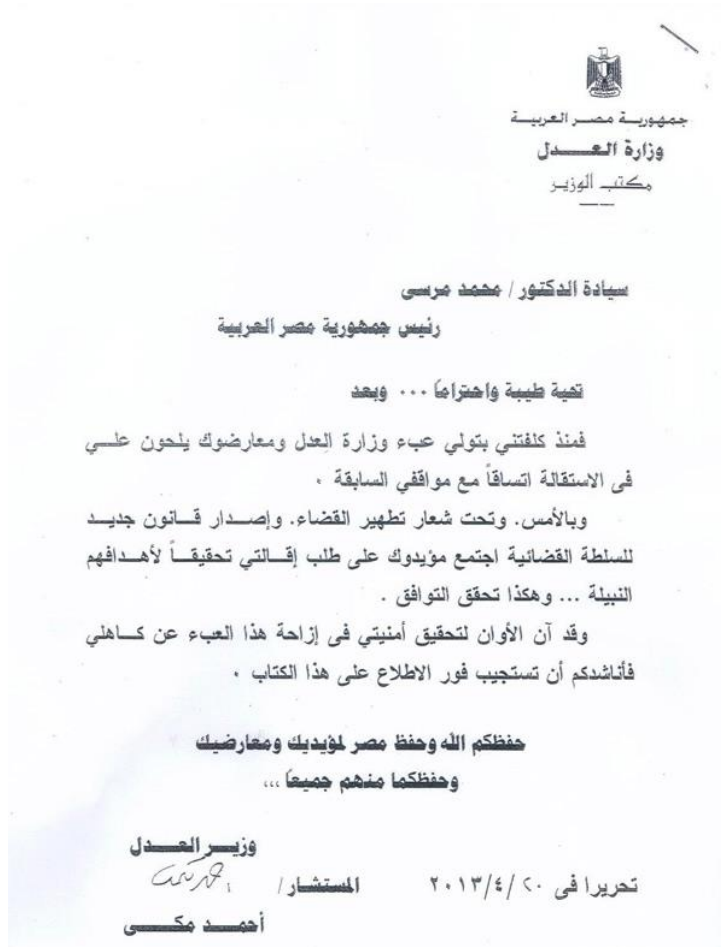 جمهورية مصر العربية
وزارة العدل
مكتب الوزير
سيادة الدكتور / محمد مرسى
رئيس جمهورية مصر العربية
تحية طيبة واحتراماً ... وبعد
فمنذ كلفتني بتولي عبء وزارة العدل ومعارضوك يلحون علي
فى الاستقالة اتساقاً مع مواقفي السابقة .
وبالأمس. وتحت شعار تطهير القضاء. وإصدار قانون جديد
للسلطة القضائية اجتمع مؤيدوك على طلب إقالتي تحقيقاً لأهدافهم
النبيلة ... وهكذا تحقق التوافق .
وقد آن الأوان لتحقيق أمنيتي فى إزاحة هذا العبء عن كاهلي
فأناشدكم أن تستجيب فور الاطلاع على هذا الكتاب .
حفظكم الله وحفظ مصر لمؤيديك ومعارضيك
وحفظكما منهم جميعاً ،،،
وزير العدل
تحريرا فى ٢٠ /٢٠١٣/٤ المستشار /
أحمد مكى